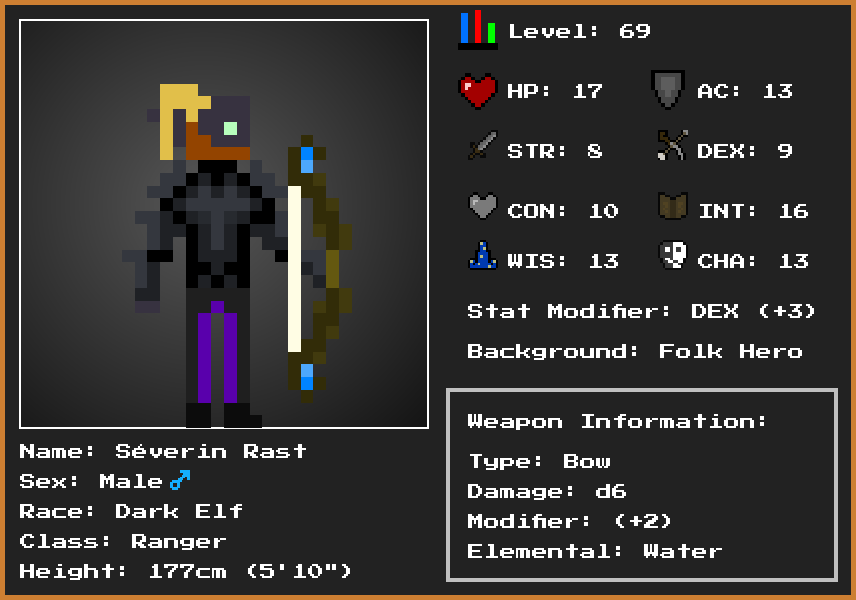 Level: 69
HP: 17
AC: 13
STR: 8
DEX: 9
CON: 10
INT: 16
WIS: 13
CHA: 13
Stat Modifier: DEX (+3)
Background: Folk Hero
Weapon Information:
Type: Bow
Damage: d6
Modifier: (+2)
Elemental: Water
Name: Séverin Rast
Sex: Male♂
Race: Dark Elf
Class: Ranger
Height: 177cm (5'10")